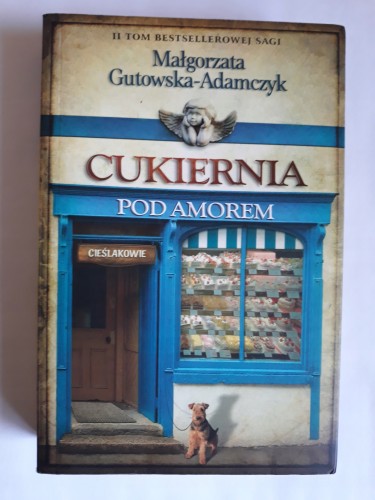 II TOM BESTSELLEROWEJ SAGI
Małgorzata
Gutowska-Adamczyk
CUKIERNIA
POD AMOREM
CIEŚLAKOWIE